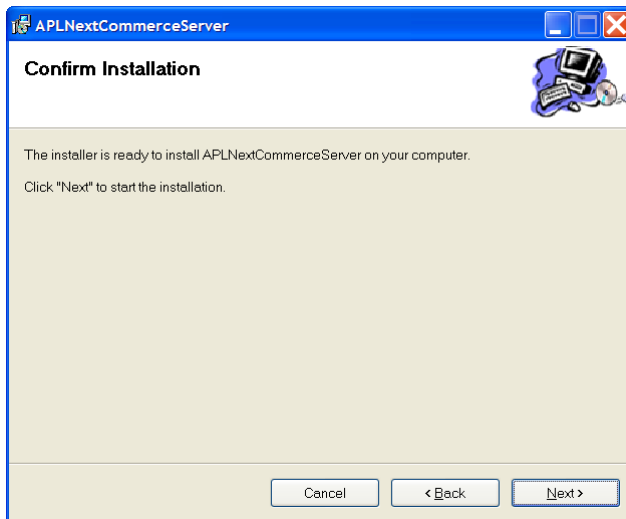 APLNextCommerceServer
Confirm Installation
The installer is ready to install APLNextCommerceServer on your computer.
Click "Next" to start the installation.
Cancel
< Back
Next >